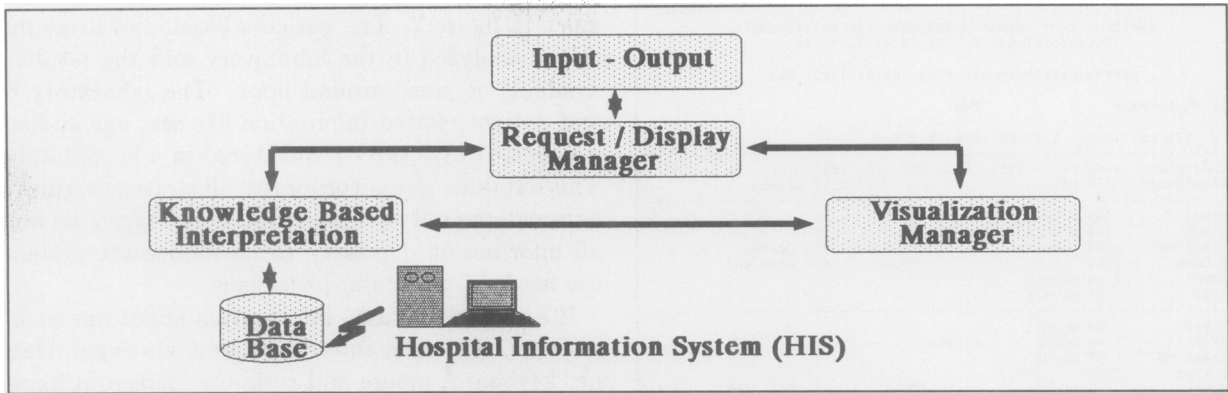 Input - Output
Request / Display
Manager
Knowledge Based
Interpretation
Visualization
Manager
Data
Base
Hospital Information System (HIS)